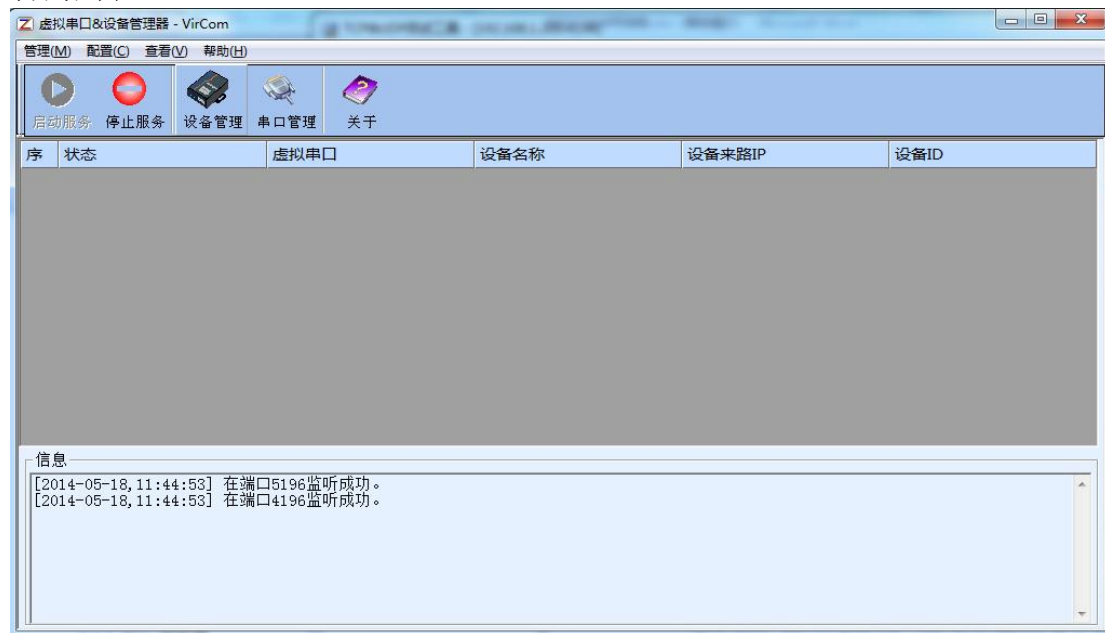 虚拟串口&设备管理器 - VirCom
管理(M) 配置(C) 查看(V) 帮助(H)
启动服务 停止服务 设备管理 串口管理 关于
序 状态 虚拟串口 设备名称 设备来路IP 设备ID
信息
[2014-05-18,11:44:53] 在端口5196监听成功。
[2014-05-18,11:44:53] 在端口4196监听成功。